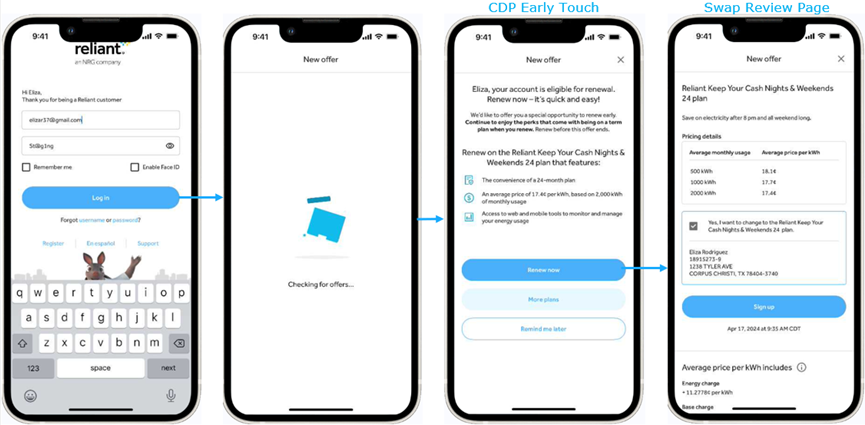 CDP Early Touch
Swap Review Page
9:41
reliant.
an NRG company
Hi Eliza,
Thank you for being a Reliant customer
elizar37@gmail.com
St@g1ng
Remember me
Enable Face ID
Log in
Forgot username or password?
Register
En español
Support
q w e r t y u i o p
a s d f g h j k l
z x c v b n m
123
space
next
9:41
New offer
Checking for offers...
9:41
New offer
Eliza, your account is eligible for renewal.
Renew now – it's quick and easy!
We'd like to offer you a special opportunity to renew early.
Continue to enjoy the perks that come with being on a term
plan when you renew. Renew before this offer ends.
Renew on the Reliant Keep Your Cash Nights &
Weekends 24 plan that features:
The convenience of a 24-month plan
An average price of 17.4¢ per kWh, based on 2,000 kWh
of monthly usage
Access to web and mobile tools to monitor and manage
your energy usage
Renew now
More plans
Remind me later
9:41
New offer
Reliant Keep Your Cash Nights & Weekends
24 plan
Save on electricity after 8 pm and all weekend long.
Pricing details
Average monthly usage
Average price per kWh
500 kWh
18.1¢
1000 kWh
17.7¢
2000 kWh
17.4¢
Yes, I want to change to the Reliant Keep Your
Cash Nights & Weekends 24 plan.
Eliza Rodriguez
18915273-9
1238 TYLER AVE
CORPUS CHRISTI, TX 78404-3740
Sign up
Apr 17, 2024 at 9:35 AM CDT
Average price per kWh includes
Energy charge
• 11.2778¢ per kWh
Base charge